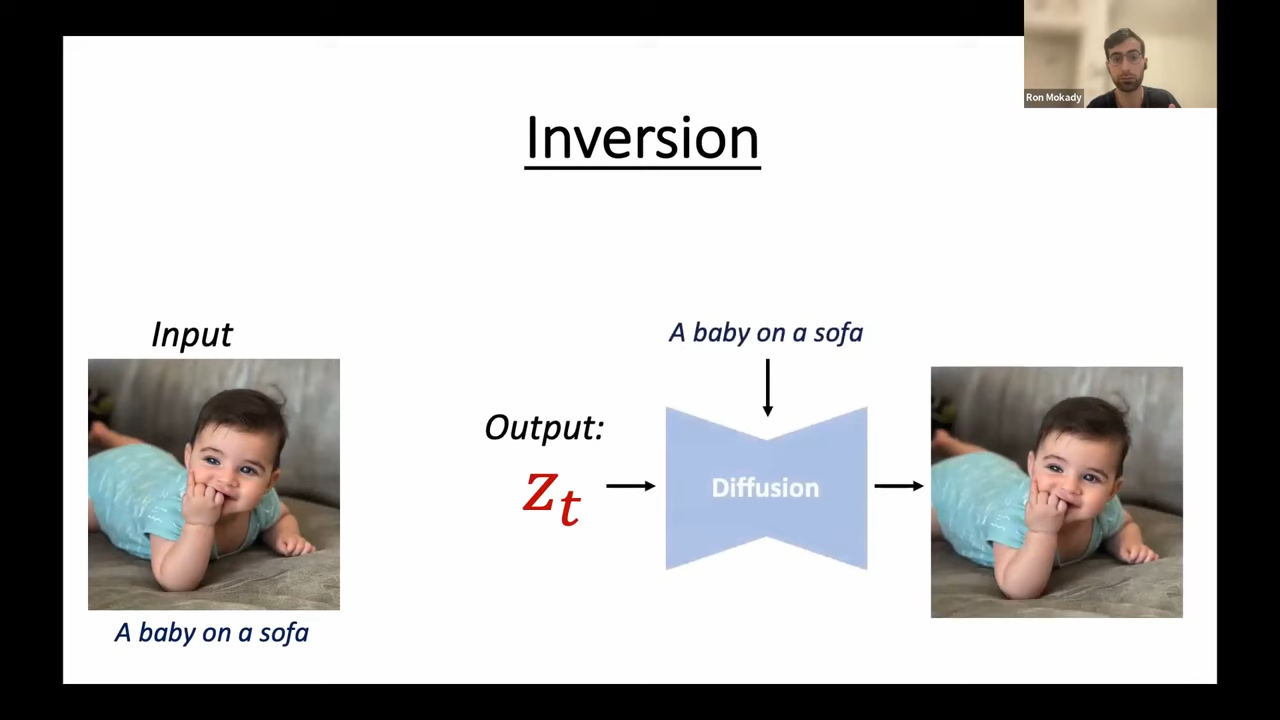 Ron Mokady
Inversion
Input
A baby on a sofa
Output:
z_t
A baby on a sofa
Diffusion